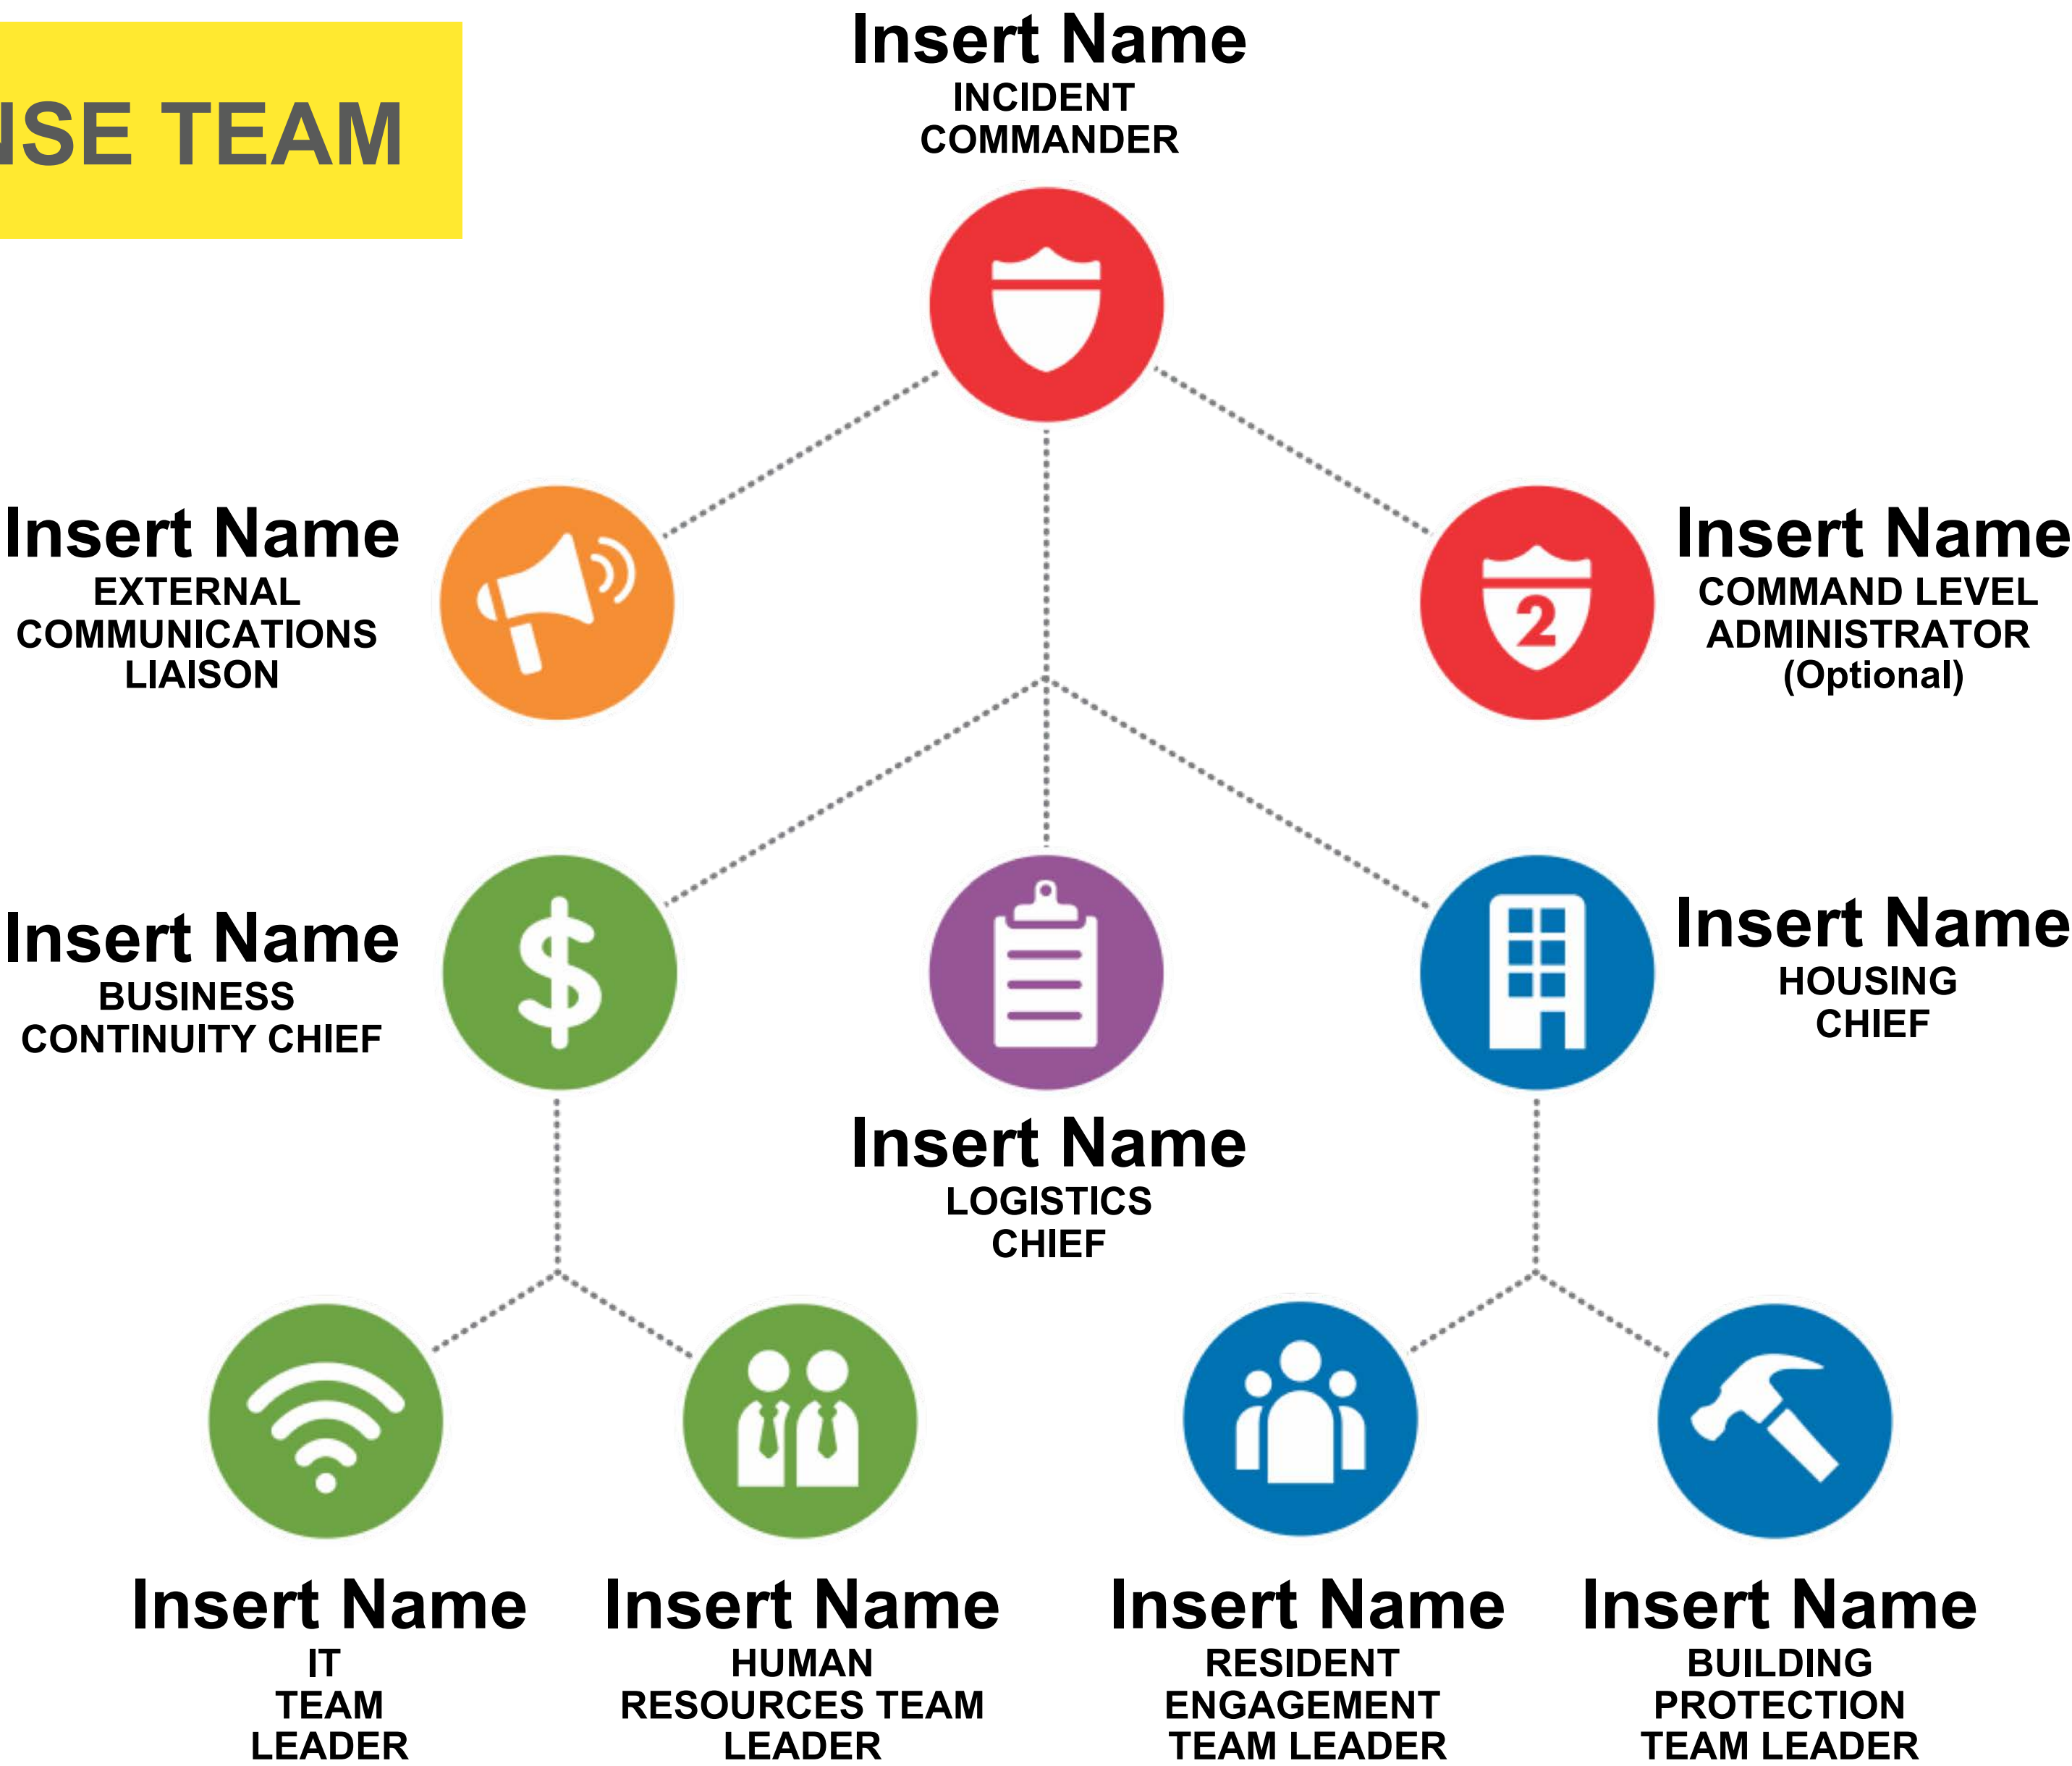 NSE TEAM
Insert Name
INCIDENT
COMMANDER
Insert Name
EXTERNAL
COMMUNICATIONS
LIAISON
2
Insert Name
COMMAND LEVEL
ADMINISTRATOR
(Optional)
Insert Name
BUSINESS
CONTINUITY CHIEF
$
Insert Name
LOGISTICS
CHIEF
Insert Name
HOUSING
CHIEF
Insert Name
IT
TEAM
LEADER
Insert Name
HUMAN
RESOURCES TEAM
LEADER
Insert Name
RESIDENT
ENGAGEMENT
TEAM LEADER
Insert Name
BUILDING
PROTECTION
TEAM LEADER